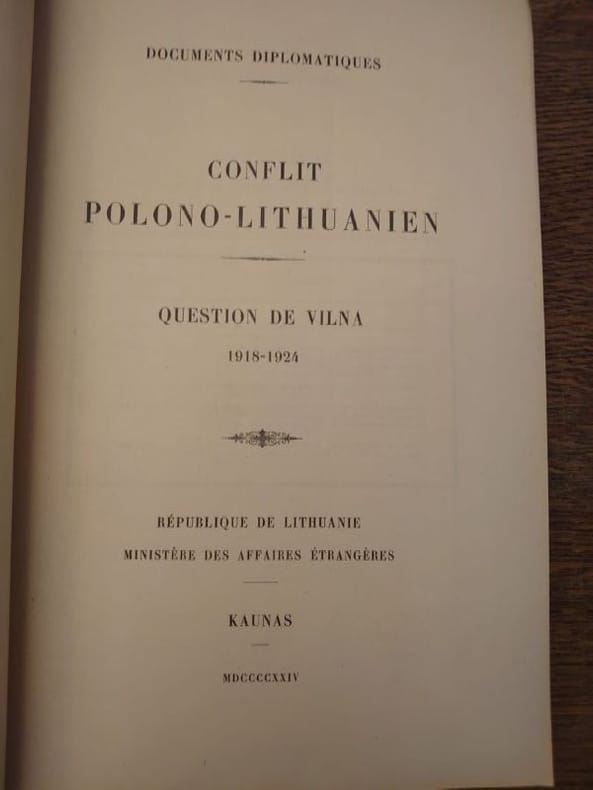 DOCUMENTS DIPLOMATIQUES
CONFLIT
POLONO-LITHUANIEN
QUESTION DE VILNA
1918-1924
RÉPUBLIQUE DE LITHUANIE
MINISTÈRE DES AFFAIRES ÉTRANGÈRES
KAUNAS
MDCCCCXXIV